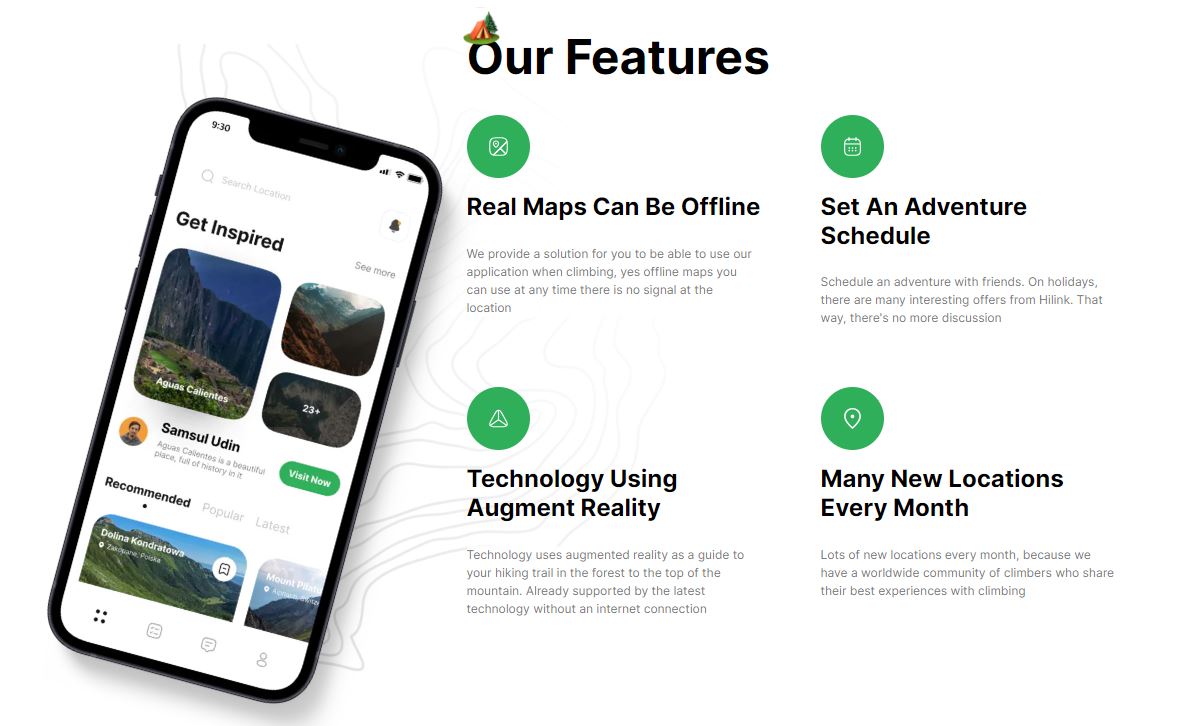 Our Features
9:30
Search Location
Get Inspired
See more
Aguas Calientes
23+
Samsul Udin
Aguas Calientes is a beautiful
place, full of history in it
Visit Now
Recommended
Popular
Latest
Dolina Kondratowa
Zakopane, Polska
Mount Pilatu
Alpnach,
Real Maps Can Be Offline
We provide a solution for you to be able to use our
application when climbing, yes offline maps you
can use at any time there is no signal at the
location
Set An Adventure
Schedule
Schedule an adventure with friends. On holidays,
there are many interesting offers from Hilink. That
way, there's no more discussion
Technology Using
Augment Reality
Technology uses augmented reality as a guide to
your hiking trail in the forest to the top of the
mountain. Already supported by the latest
technology without an internet connection
Many New Locations
Every Month
Lots of new locations every month, because we
have a worldwide community of climbers who share
their best experiences with climbing